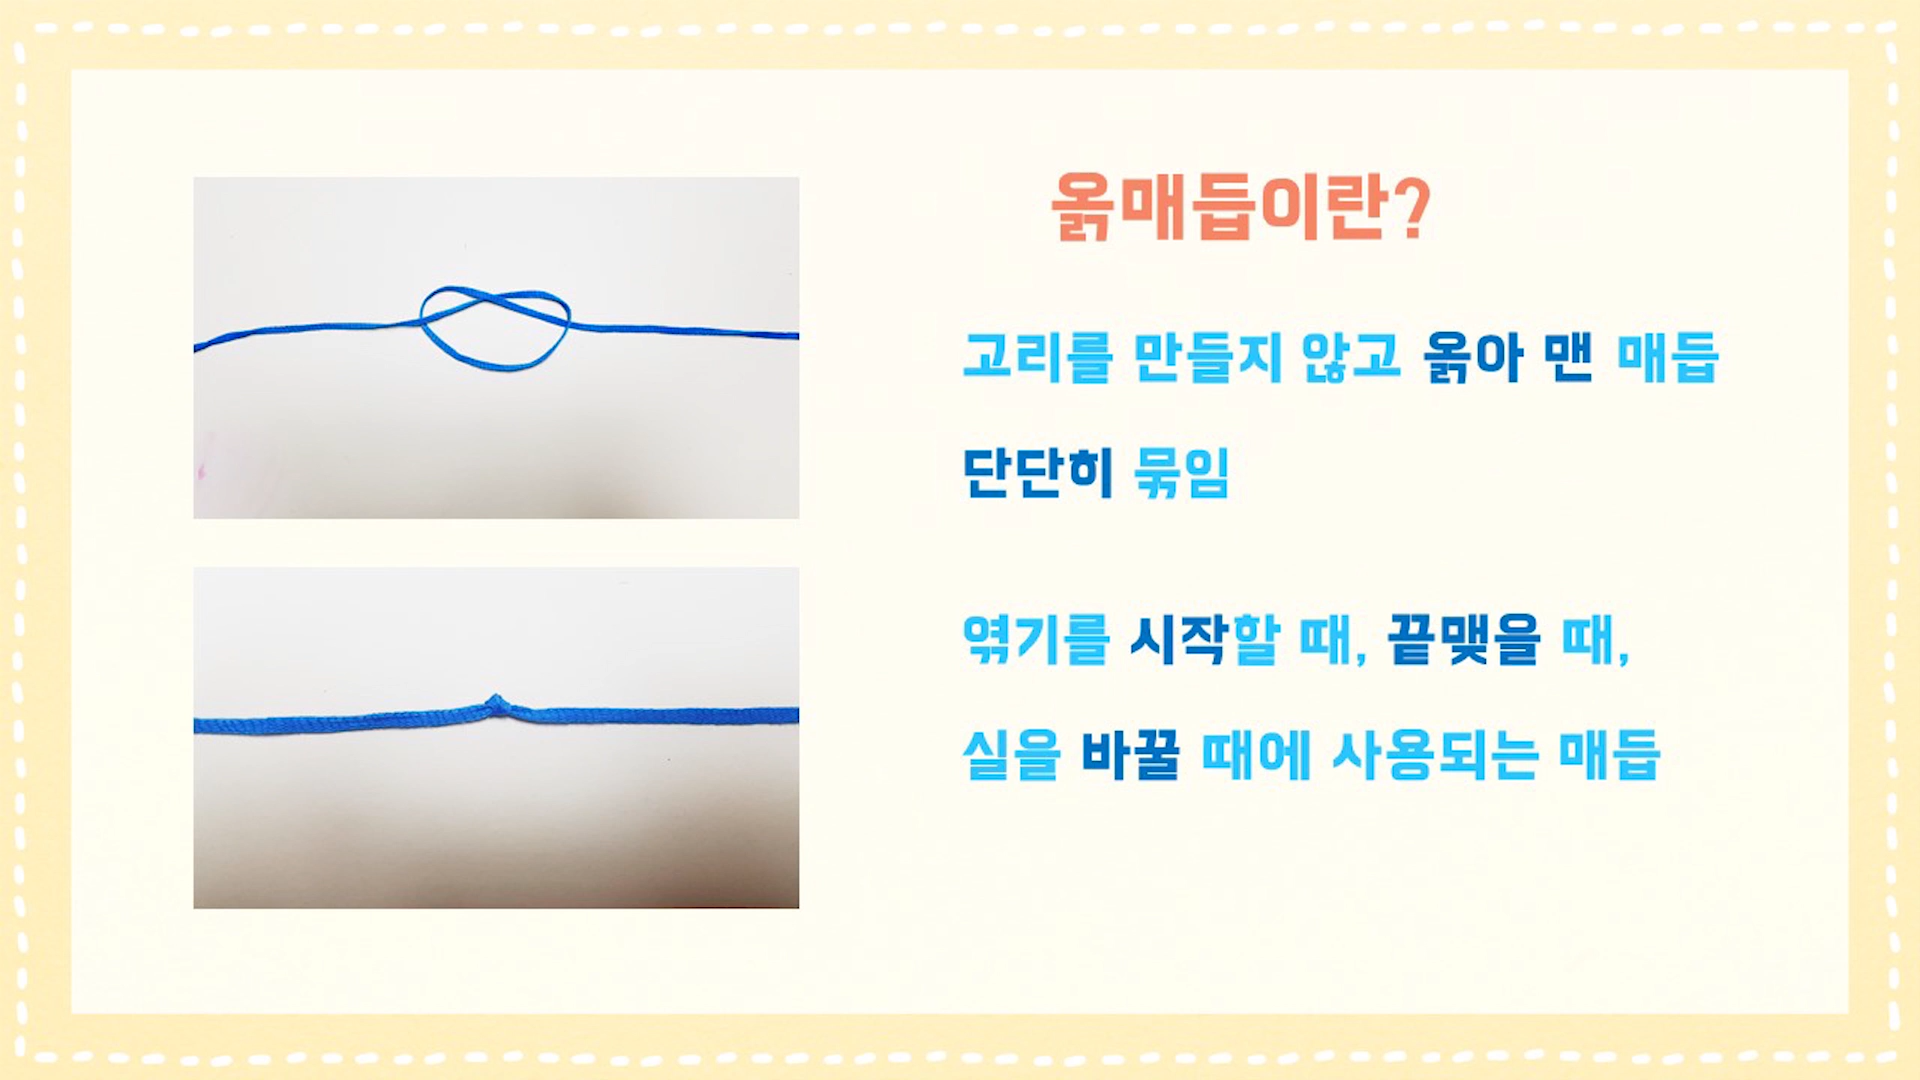 옭매듭이란?
고리를 만들지 않고 옭아 맨 매듭
단단히 묶임
엮기를 시작할 때, 끝맺을 때,
실을 바꿀 때에 사용되는 매듭